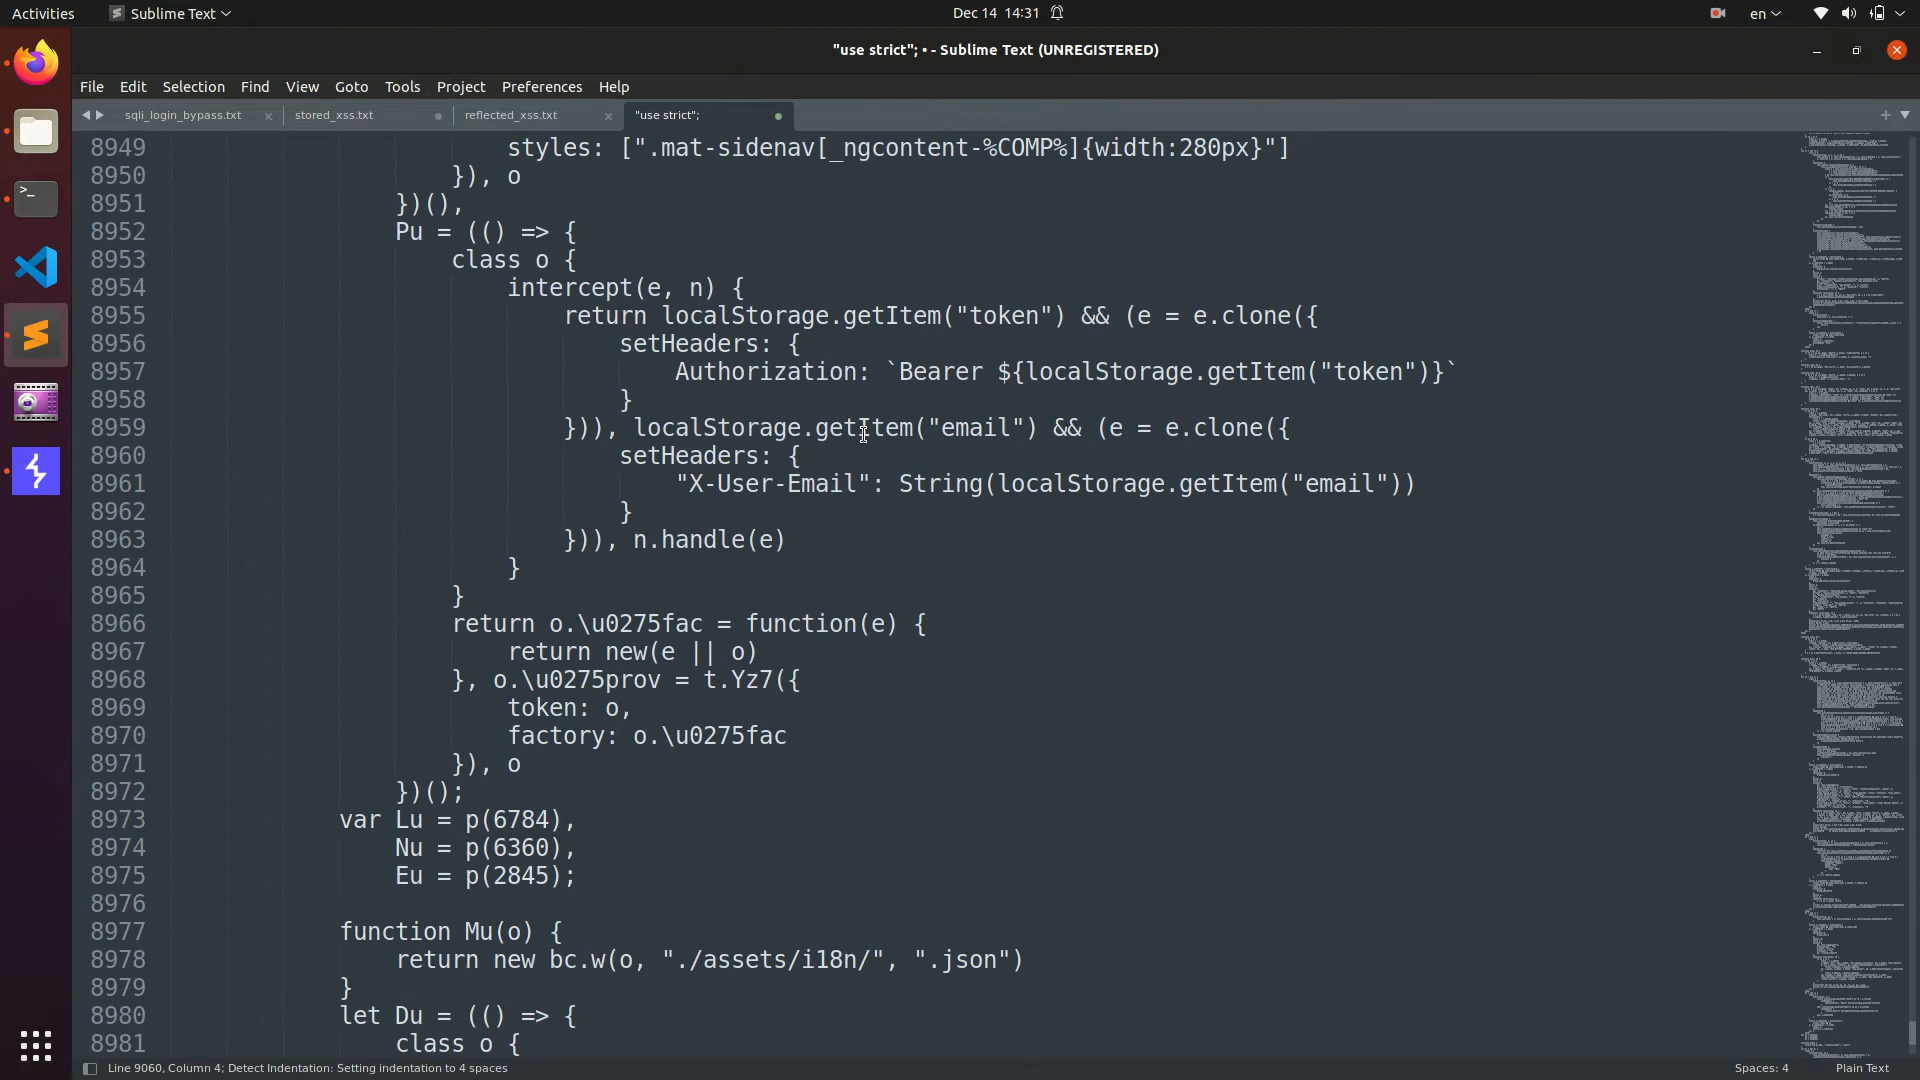 Activities
Sublime Text
Dec 14 14:31
en
"use strict"; • - Sublime Text (UNREGISTERED)
File Edit Selection Find View Goto Tools Project Preferences Help
sqli_login_bypass.txt
stored_xss.txt
reflected_xss.txt
"use strict";
8949 styles: [".mat-sidenav[_ngcontent-%COMP%]{width:280px}"]
8950 }), o
8951 })(),
8952 Pu = (() => {
8953 class o {
8954 intercept(e, n) {
8955 return localStorage.getItem("token") && (e = e.clone({
8956 setHeaders: {
8957 Authorization: `Bearer ${localStorage.getItem("token")}`
8958 }
8959 })), localStorage.getItem("email") && (e = e.clone({
8960 setHeaders: {
8961 "X-User-Email": String(localStorage.getItem("email"))
8962 }
8963 })), n.handle(e)
8964 }
8965 }
8966 return o.\u0275fac = function(e) {
8967 return new(e || o)
8968 }, o.\u0275prov = t.Yz7({
8969 token: o,
8970 factory: o.\u0275fac
8971 }), o
8972 })();
8973 var Lu = p(6784),
8974 Nu = p(6360),
8975 Eu = p(2845);
8976
8977 function Mu(o) {
8978 return new bc.w(o, "./assets/i18n/", ".json")
8979 }
8980 let Du = (() => {
8981 class o {
Line 9060, Column 4; Detect Indentation: Setting indentation to 4 spaces
Spaces: 4
Plain Text